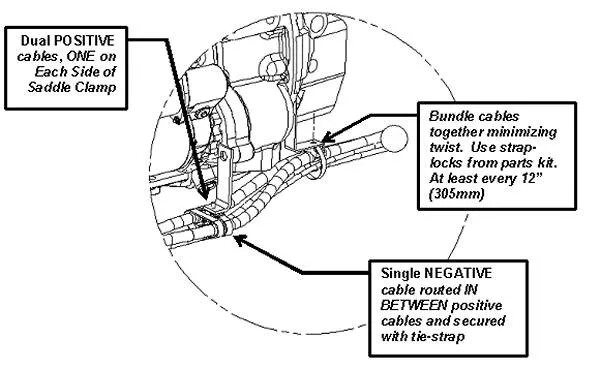 Dual POSITIVE
cables, ONE on
Each Side of
Saddle Clamp
Bundle cables
together minimizing
twist. Use strap-
locks from parts kit.
At least every 12"
(305mm)
Single NEGATIVE
cable routed IN
BETWEEN positive
cables and secured
with tie-strap